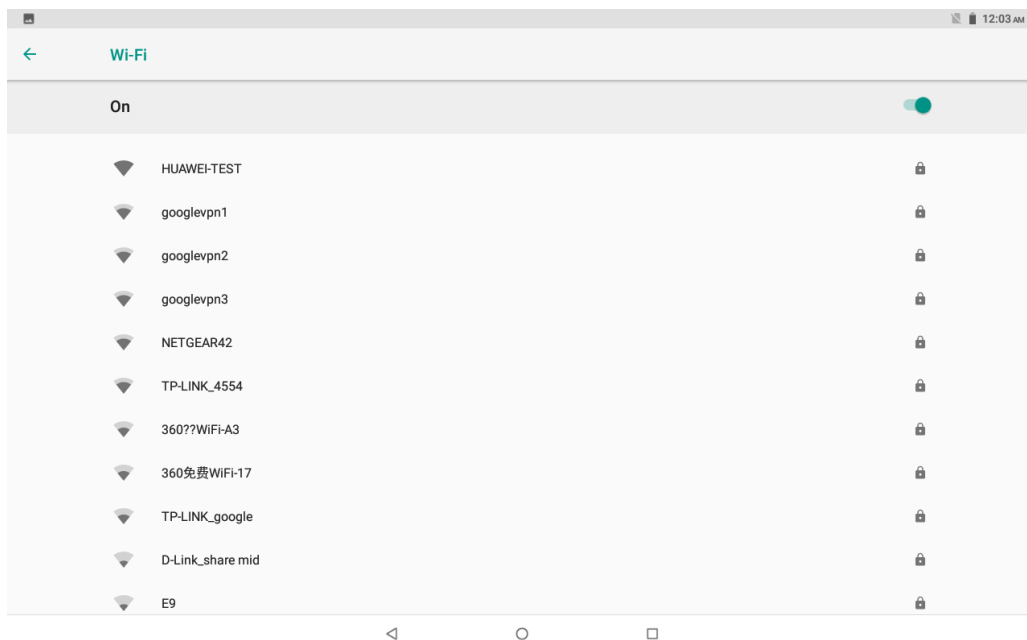 12:03 AM
Wi-Fi
On
HUAWEI-TEST
googlevpn1
googlevpn2
googlevpn3
NETGEAR42
TP-LINK_4554
360??WiFi-A3
360免费WiFi-17
TP-LINK_google
D-Link_share mid
E9